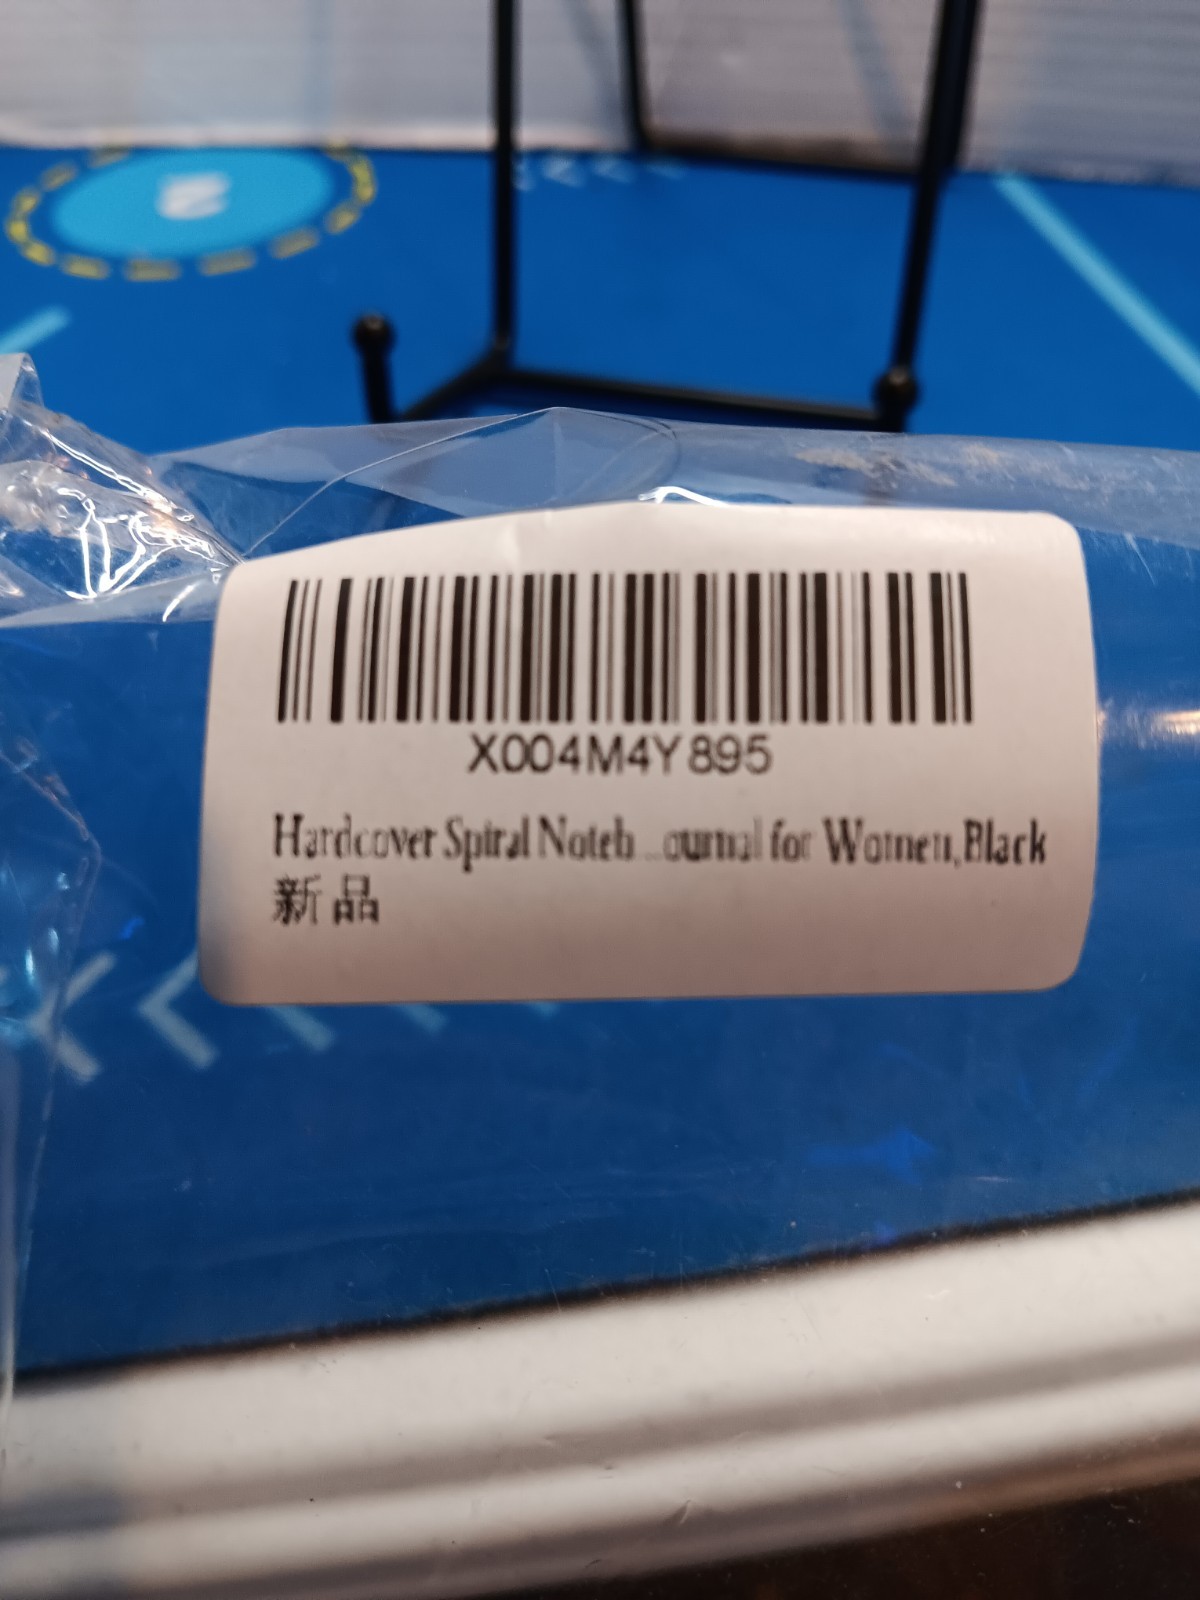 X004M4Y895
Hardcover Spiral Noteb...ournal for Women,Black
新品